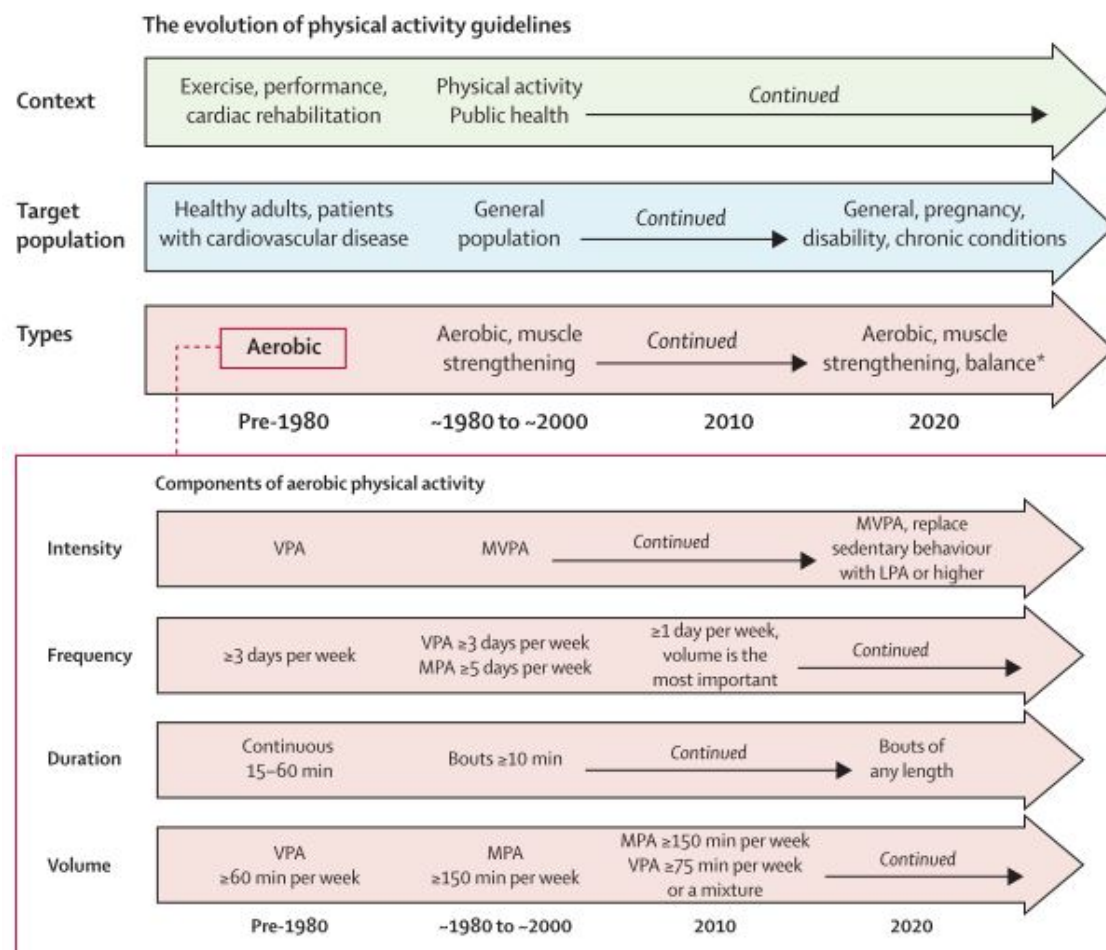 The evolution of physical activity guidelines
Context
Exercise, performance,
cardiac rehabilitation
Physical activity
Public health
Continued
Target
population
Healthy adults, patients
with cardiovascular disease
General
population
Continued
General, pregnancy,
disability, chronic conditions
Types
Aerobic
Aerobic, muscle
strengthening
Continued
Aerobic, muscle
strengthening, balance*
Pre-1980
~1980 to ~2000
2010
2020
Components of aerobic physical activity
Intensity
VPA
MVPA
Continued
MVPA, replace
sedentary behaviour
with LPA or higher
Frequency
≥3 days per week
VPA ≥3 days per week
MPA ≥5 days per week
≥1 day per week,
volume is the
most important
Continued
Duration
Continuous
15–60 min
Bouts ≥10 min
Continued
Bouts of
any length
Volume
VPA
≥60 min per week
MPA
≥150 min per week
MPA ≥150 min per week
VPA ≥75 min per week
or a mixture
Continued
Pre-1980
~1980 to ~2000
2010
2020